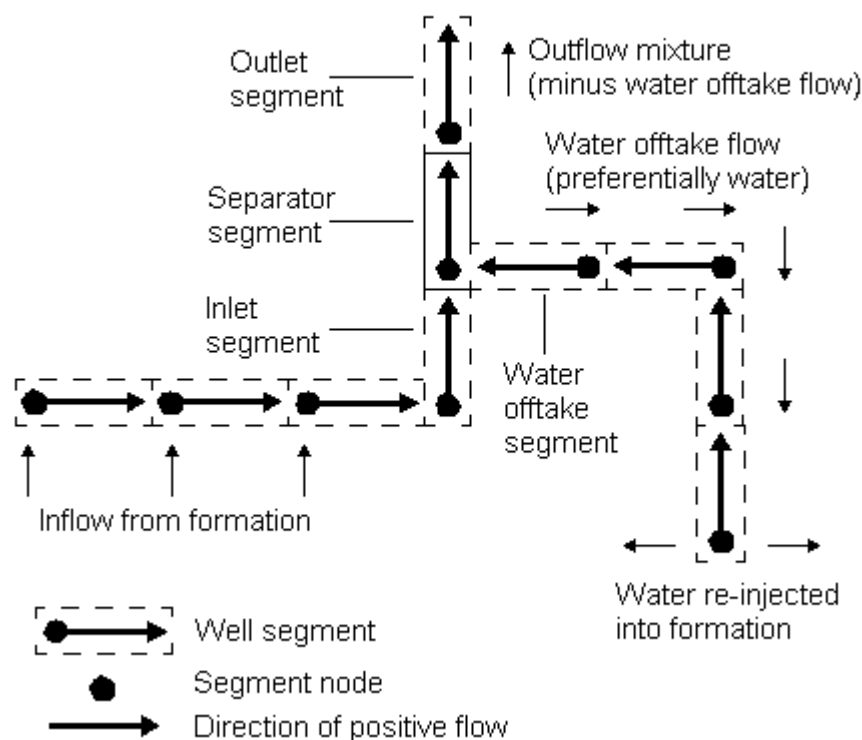 Outlet
segment
Outflow mixture
(minus water offtake flow)
Water offtake flow
(preferentially water)
Separator
segment
Inlet
segment
Water
offtake
segment
Inflow from formation
Water re-injected
into formation
Well segment
Segment node
Direction of positive flow